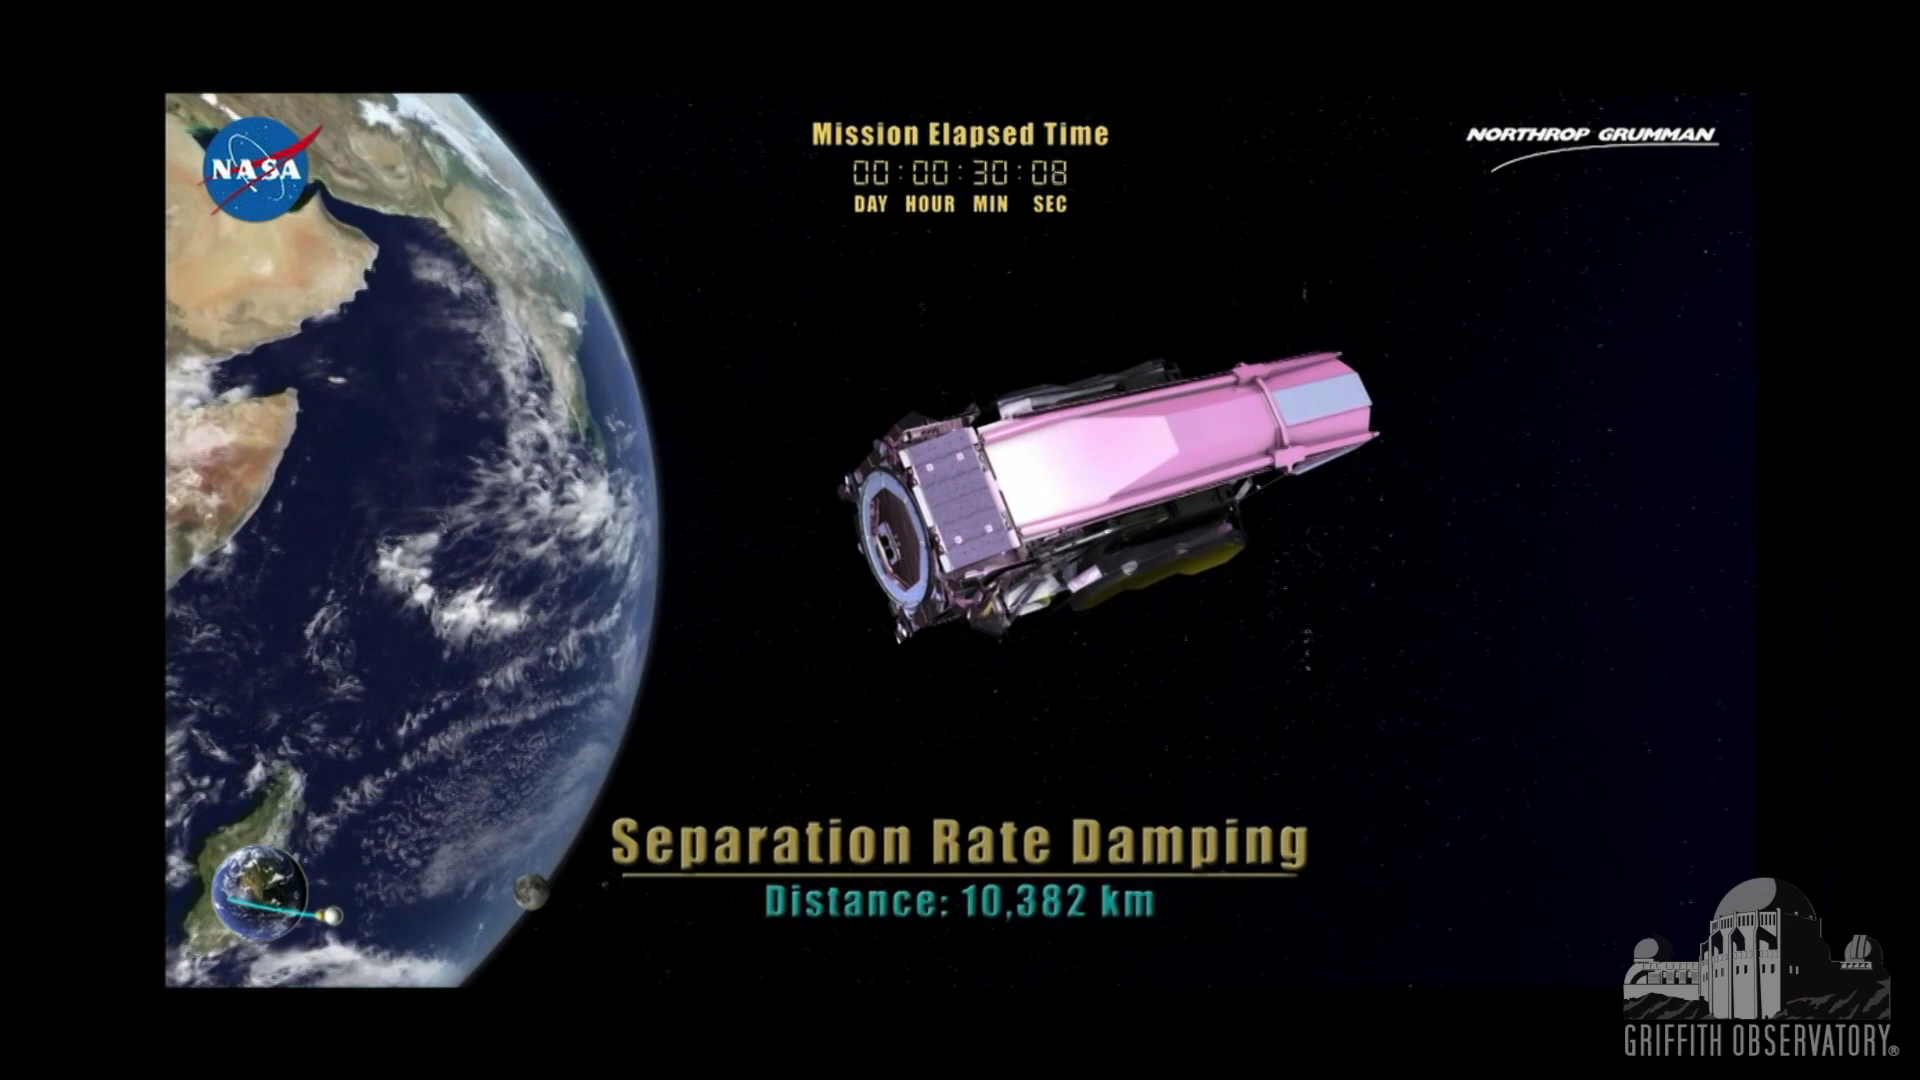 NASA
Mission Elapsed Time
00:00:30:08
DAY HOUR MIN SEC
NORTHROP GRUMMAN
Separation Rate Damping
Distance: 10,382 km
GRIFFITH OBSERVATORY®